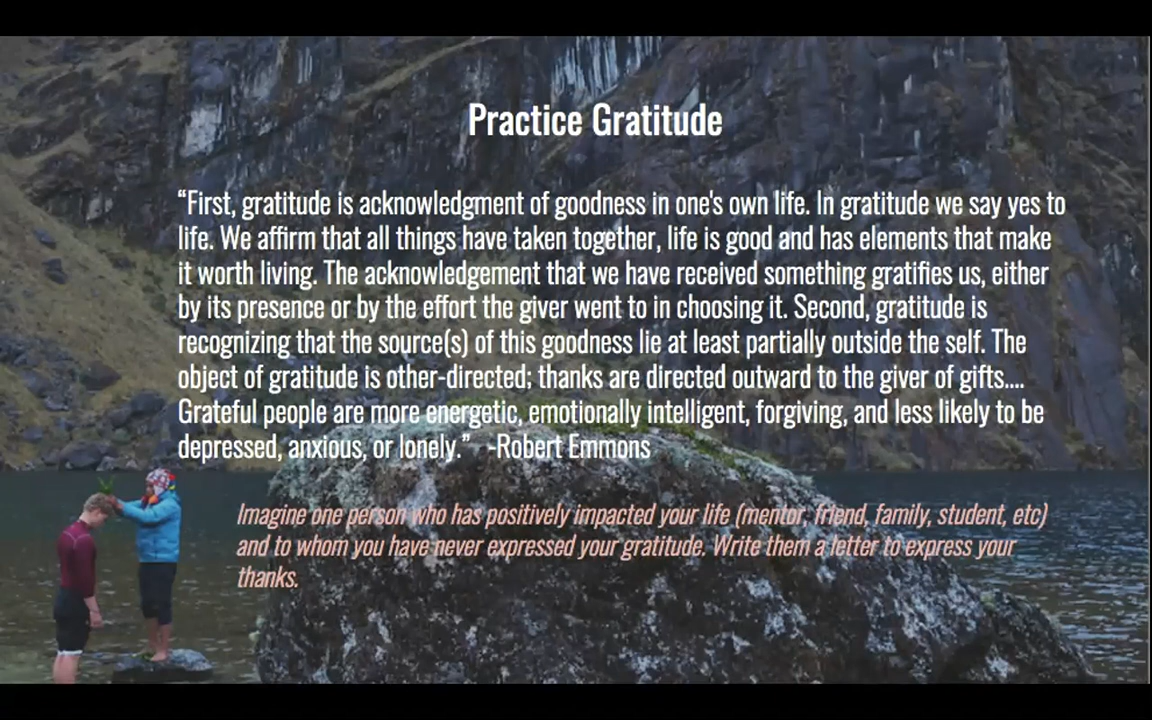 Practice Gratitude
“First, gratitude is acknowledgment of goodness in one's own life. In gratitude we say yes to
life. We affirm that all things have taken together, life is good and has elements that make
it worth living. The acknowledgement that we have received something gratifies us, either
by its presence or by the effort the giver went to in choosing it. Second, gratitude is
recognizing that the source(s) of this goodness lie at least partially outside the self. The
object of gratitude is other-directed; thanks are directed outward to the giver of gifts....
Grateful people are more energetic, emotionally intelligent, forgiving, and less likely to be
depressed, anxious, or lonely.” -Robert Emmons
Imagine one person who has positively impacted your life (mentor, friend, family, student, etc)
and to whom you have never expressed your gratitude. Write them a letter to express your
thanks.